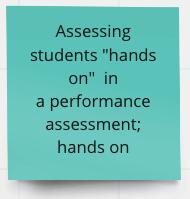 Assessing
students "hands
on" in
a performance
assessment;
hands on